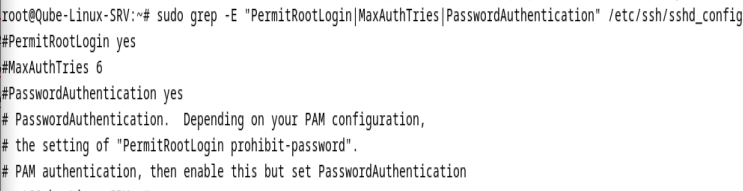 root@Qube-Linux-SRV:~# sudo grep -E "PermitRootLogin|MaxAuthTries|PasswordAuthentication" /etc/ssh/sshd_config
#PermitRootLogin yes
#MaxAuthTries 6
#PasswordAuthentication yes
# PasswordAuthentication.  Depending on your PAM configuration,
# the setting of "PermitRootLogin prohibit-password".
# PAM authentication, then enable this but set PasswordAuthentication